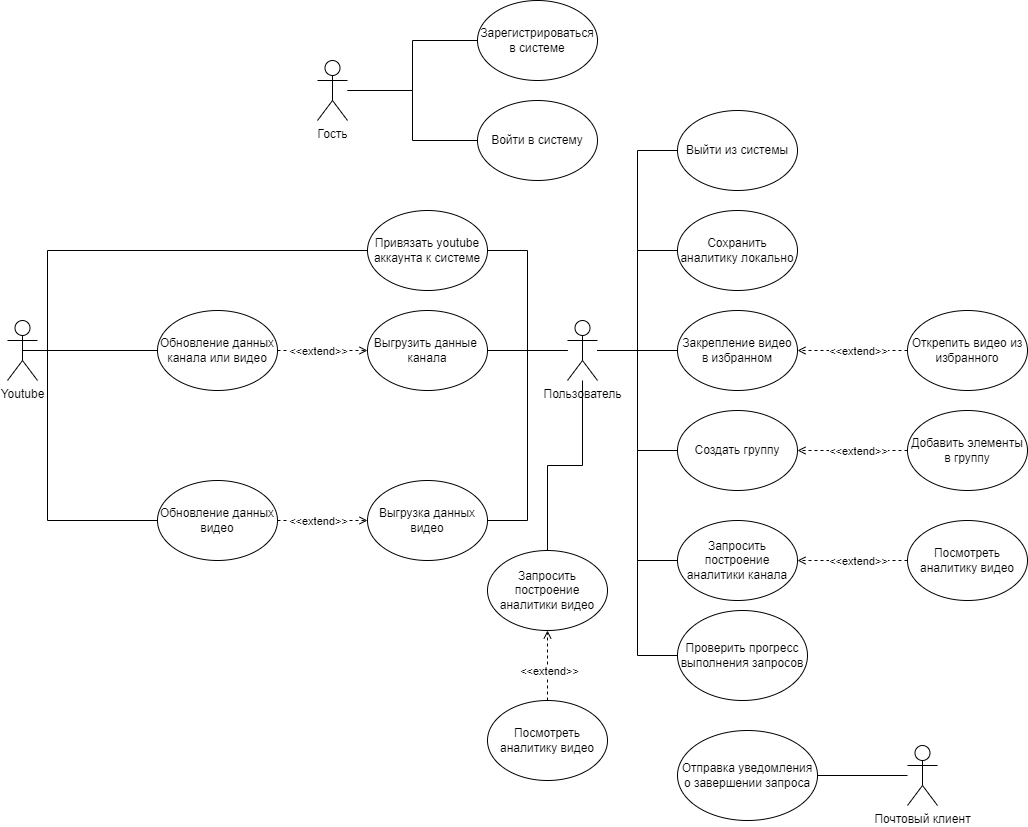 Зарегистрироваться
в системе
Гость
Войти в систему
Выйти из системы
Привязать youtube
аккаунта к системе
Сохранить
аналитику локально
Youtube
Обновление данных
канала или видео
<<extend>>
Выгрузить данные
канала
Пользователь
Закрепление видео
в избранном
<<extend>>
Открепить видео из
избранного
Создать группу
<<extend>>
Добавить элементы
в группу
Обновление данных
видео
<<extend>>
Выгрузка данных
видео
Запросить
построение
аналитики канала
<<extend>>
Посмотреть
аналитику видео
Запросить
построение
аналитики видео
Проверить прогресс
выполнения запросов
<<extend>>
Посмотреть
аналитику видео
Отправка уведомления
о завершении запроса
Почтовый клиент